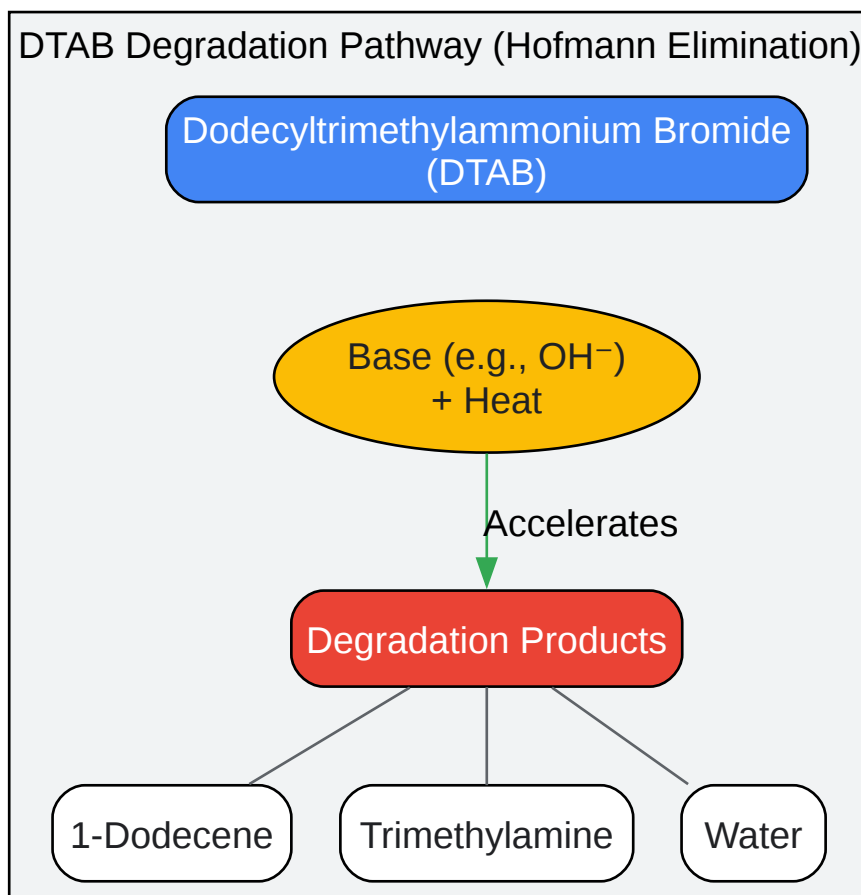 DTAB Degradation Pathway (Hofmann Elimination)
Dodecyltrimethylammonium Bromide
(DTAB)
Base (e.g., OH⁻)
+ Heat
Accelerates
Degradation Products
1-Dodecene
Trimethylamine
Water